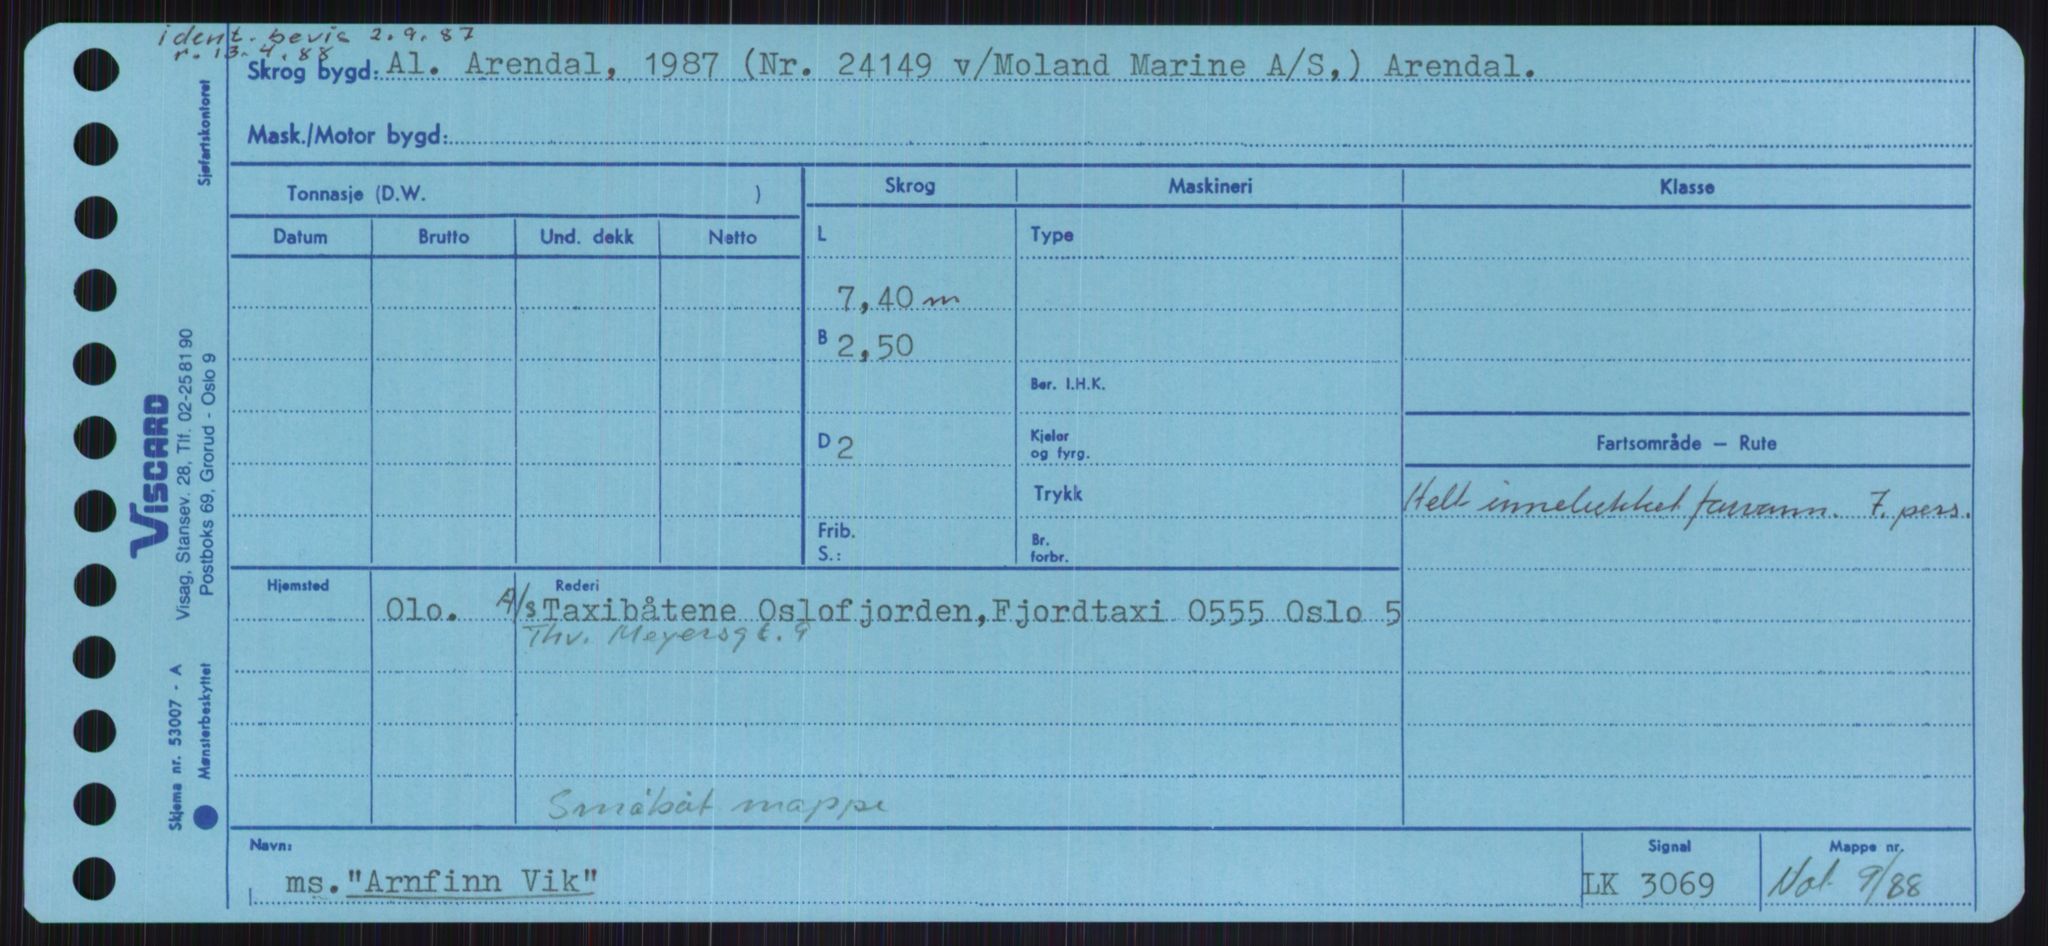 ident. bevis 2.9.87
r. 13.4.88
Skrog bygd: Al. Arendal, 1987 (Nr. 24149 v/Moland Marine A/S,) Arendal.
Mask./Motor bygd:
Tonnasje (D.W. )
Skrog
Maskineri
Klasse
Datum
Brutto
Und. dekk
Netto
L
Type
7,40 m
B 2,50
Ber. I.H.K.
D 2
Kjeler
og fyrg.
Fartsområde — Rute
Trykk
Helt innelukket farvann. 7. pers.
Frib.
S.:
Br.
forbr.
Hjemsted
Rederi
Olo.
A/s Taxibåtene Oslofjorden, Fjordtaxi 0555 Oslo 5
Thv. Meyersgt. 9
Småbåt mappe
Navn:
ms. "Arnfinn Vik"
Signal
LK 3069
Mappe nr.
Not 9/88
Sjøfartskontoret
VISCARD
Visag, Stansev. 28, Tlf. 02-25 81 90
Postboks 69, Grorud - Oslo 9
Skjema nr. 53007 - A
Mønsterbeskyttet